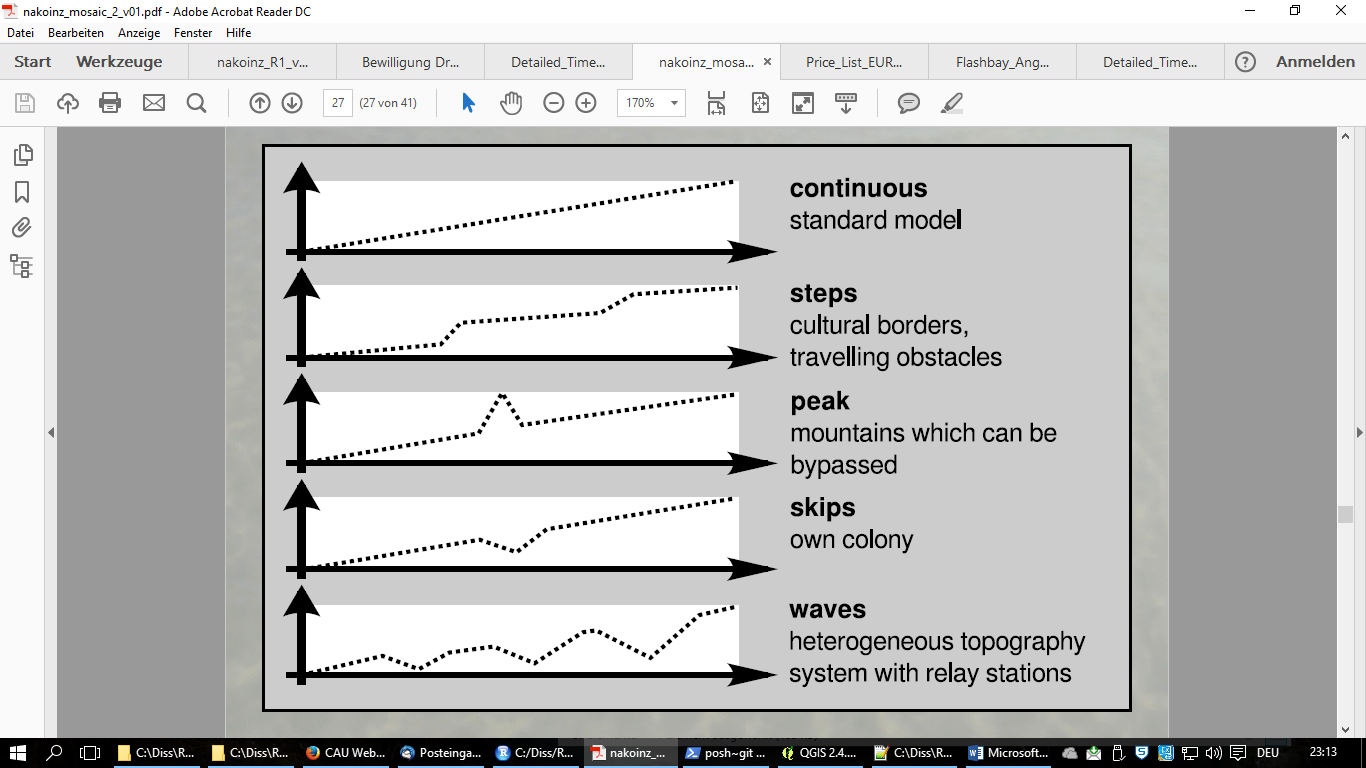 nakoinz_mosaic_2_v01.pdf - Adobe Acrobat Reader DC
Datei Bearbeiten Anzeige Fenster Hilfe
Start Werkzeuge nakoinz_R1_v... Bewilligung Dr... Detailed_Time... nakoinz_mosa... Price_List_EUR... Flashbay_Ang... Detailed_Time... Anmelden
27 (27 von 41) 170%
continuous
standard model
steps
cultural borders,
travelling obstacles
peak
mountains which can be
bypassed
skips
own colony
waves
heterogeneous topography
system with relay stations
C:\Diss\R... C:\Diss\R... CAU Web... Posteinga... C:/Diss/R... nakoinz_... posh~git ... QGIS 2.4.... C:\Diss\R... Microsoft... DEU 23:13